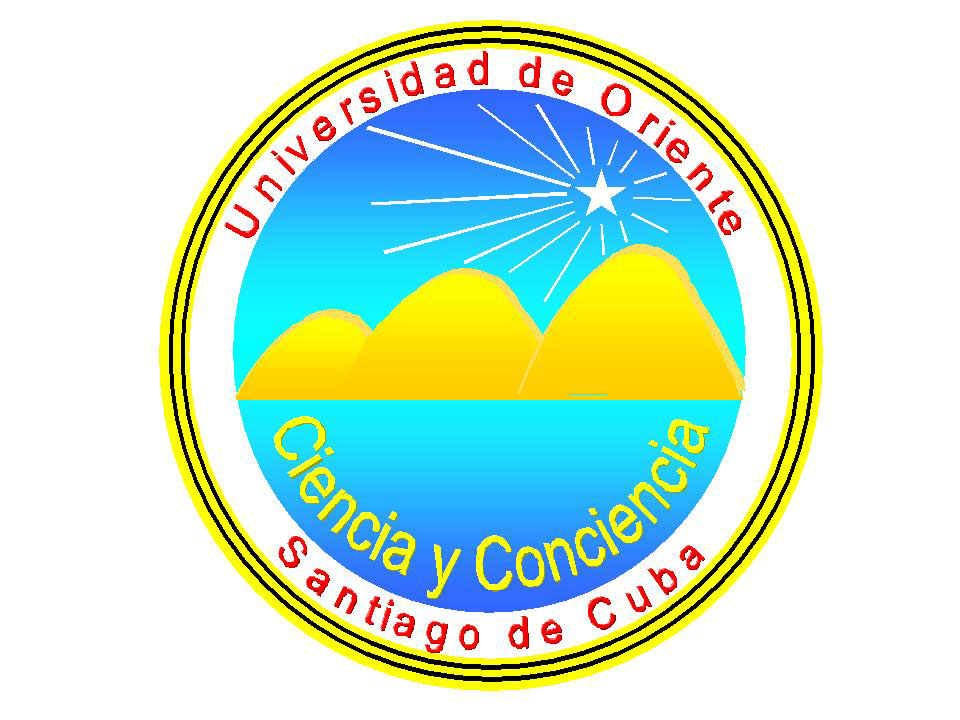 Universidad de Oriente
Ciencia y Conciencia
Santiago de Cuba